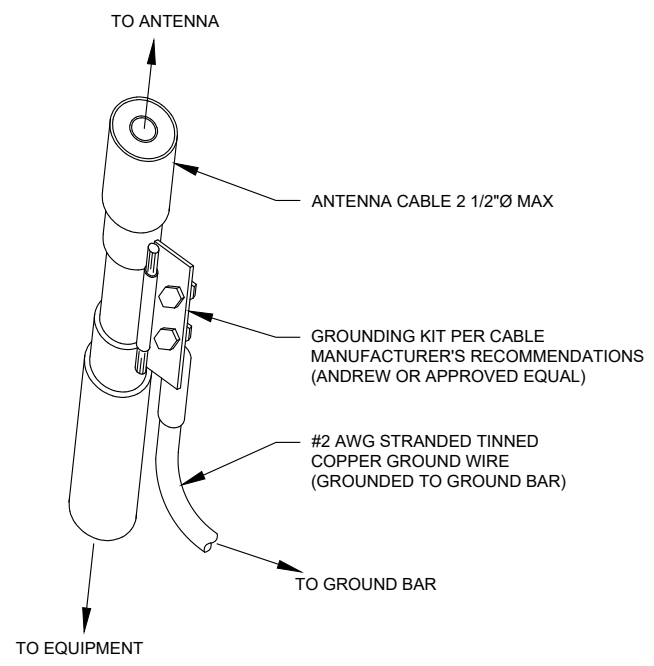 TO ANTENNA
ANTENNA CABLE 2 1/2"Ø MAX
GROUNDING KIT PER CABLE
MANUFACTURER'S RECOMMENDATIONS
(ANDREW OR APPROVED EQUAL)
#2 AWG STRANDED TINNED
COPPER GROUND WIRE
(GROUNDED TO GROUND BAR)
TO GROUND BAR
TO EQUIPMENT